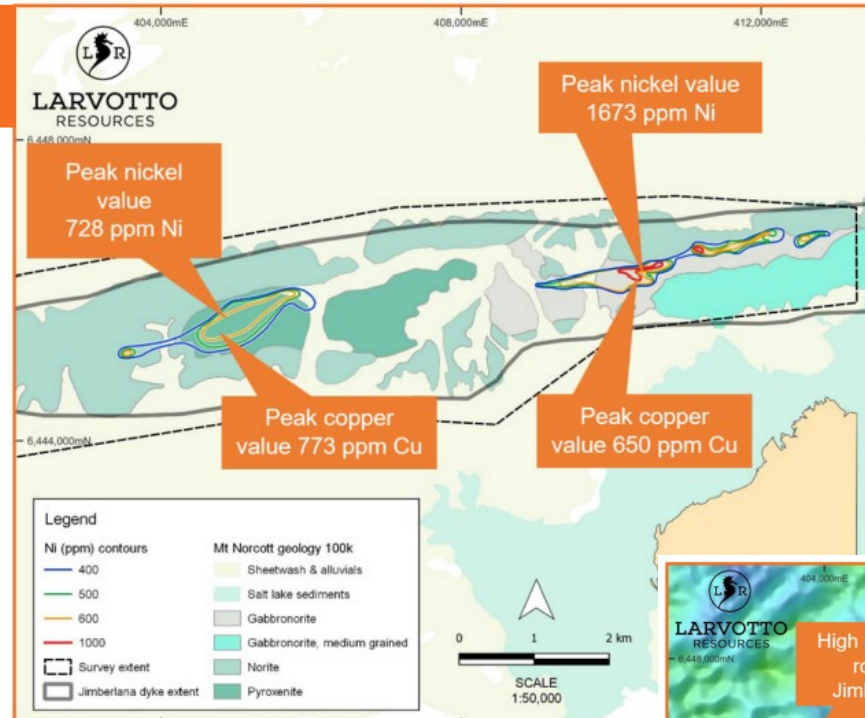 404,000mE
408,000mE
412,000mE
L R
LARVOTTO
RESOURCES
6,448,000mN
Peak nickel
value
728 ppm Ni
Peak nickel value
1673 ppm Ni
Peak copper
value 773 ppm Cu
Peak copper
value 650 ppm Cu
6,444,000mN
Legend
Ni (ppm) contours
400
500
600
1000
Survey extent
Jimberlana dyke extent
Mt Norcott geology 100k
Sheetwash & alluvials
Salt lake sediments
Gabbronorite
Gabbronorite, medium grained
Norite
Pyroxenite
0 1 2 km
SCALE
1:50,000
404,000mE
L R
LARVOTTO
RESOURCES
6,448,000mN
High
ro
Jimb